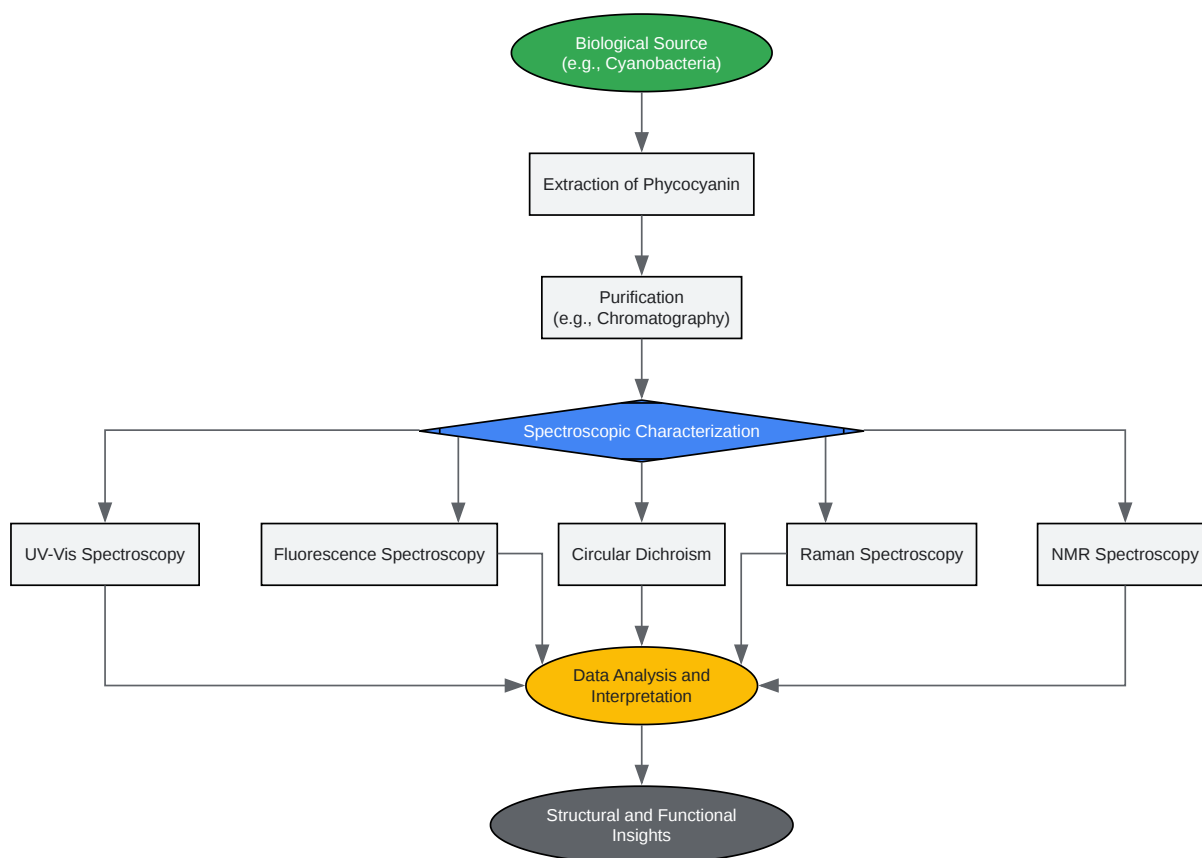 Biological Source
(e.g., Cyanobacteria)
Extraction of Phycocyanin
Purification
(e.g., Chromatography)
Spectroscopic Characterization
UV-Vis Spectroscopy
Fluorescence Spectroscopy
Circular Dichroism
Raman Spectroscopy
NMR Spectroscopy
Data Analysis and
Interpretation
Structural and Functional
Insights